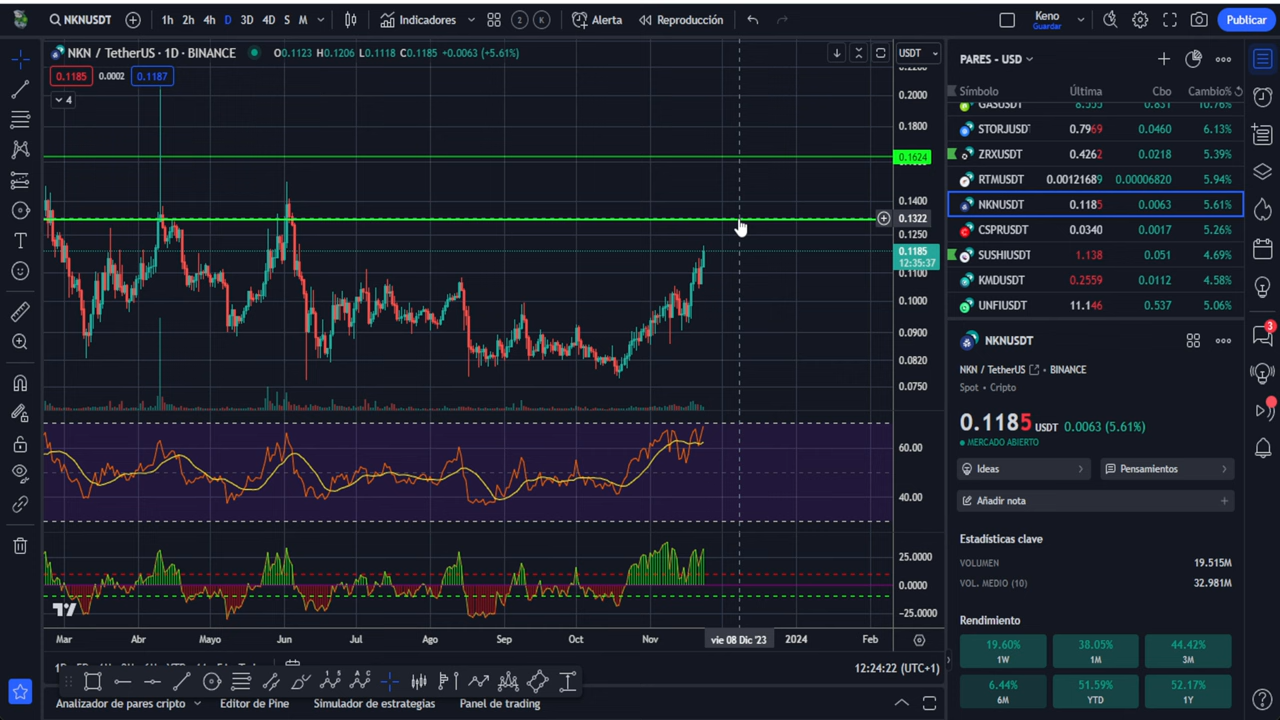 NKNUSDT
1h 2h 4h D 3D 4D S M
Indicadores
2 K
Alerta
Reproducción
Keno
Guardar
Publicar
NKN / TetherUS · 1D · BINANCE
O0.1123 H0.1206 L0.1118 C0.1185 +0.0063 (+5.61%)
0.1185 0.0002 0.1187
4
USDT
0.2000
0.1800
0.1624
0.1400
0.1322
0.1250
0.1185
12:35:37
0.1100
0.1000
0.0900
0.0820
0.0750
60.00
40.00
25.0000
0.0000
−25.0000
Mar Abr Mayo Jun Jul Ago Sep Oct Nov vie 08 Dic '23 2024 Feb
12:24:22 (UTC+1)
Analizador de pares cripto
Editor de Pine
Simulador de estrategias
Panel de trading
PARES - USD
Símbolo Última Cbo Cambio%
GASUSDT 8.555 0.831 10.76%
STORJUSDT 0.7969 0.0460 6.13%
ZRXUSDT 0.4262 0.0218 5.39%
RTMUSDT 0.00121689 0.00006820 5.94%
NKNUSDT 0.1185 0.0063 5.61%
CSPRUSDT 0.0340 0.0017 5.26%
SUSHIUSDT 1.138 0.051 4.69%
KMDUSDT 0.2559 0.0112 4.58%
UNFIUSDT 11.146 0.537 5.06%
NKNUSDT
NKN / TetherUS BINANCE
Spot · Cripto
0.1185 USDT 0.0063 (5.61%)
MERCADO ABIERTO
Ideas
Pensamientos
Añadir nota
Estadísticas clave
VOLUMEN 19.515M
VOL. MEDIO (10) 32.981M
Rendimiento
19.60% 38.05% 44.42%
1W 1M 3M
6.44% 51.59% 52.17%
6M YTD 1Y
3